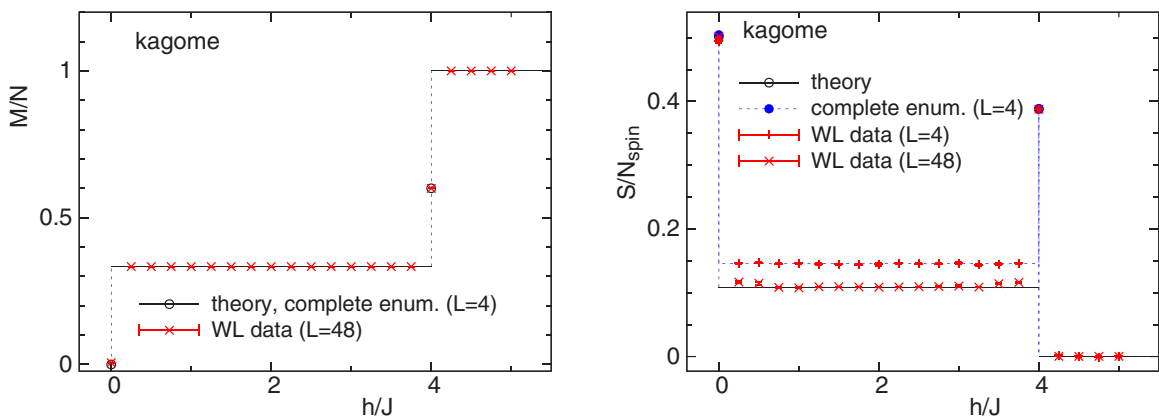 kagome
M/N
1
0.5
0
theory, complete enum. (L=4)
WL data (L=48)
0
2
4
h/J
kagome
S/Nspin
0.4
0.2
0
theory
complete enum. (L=4)
WL data (L=4)
WL data (L=48)
0
2
4
h/J